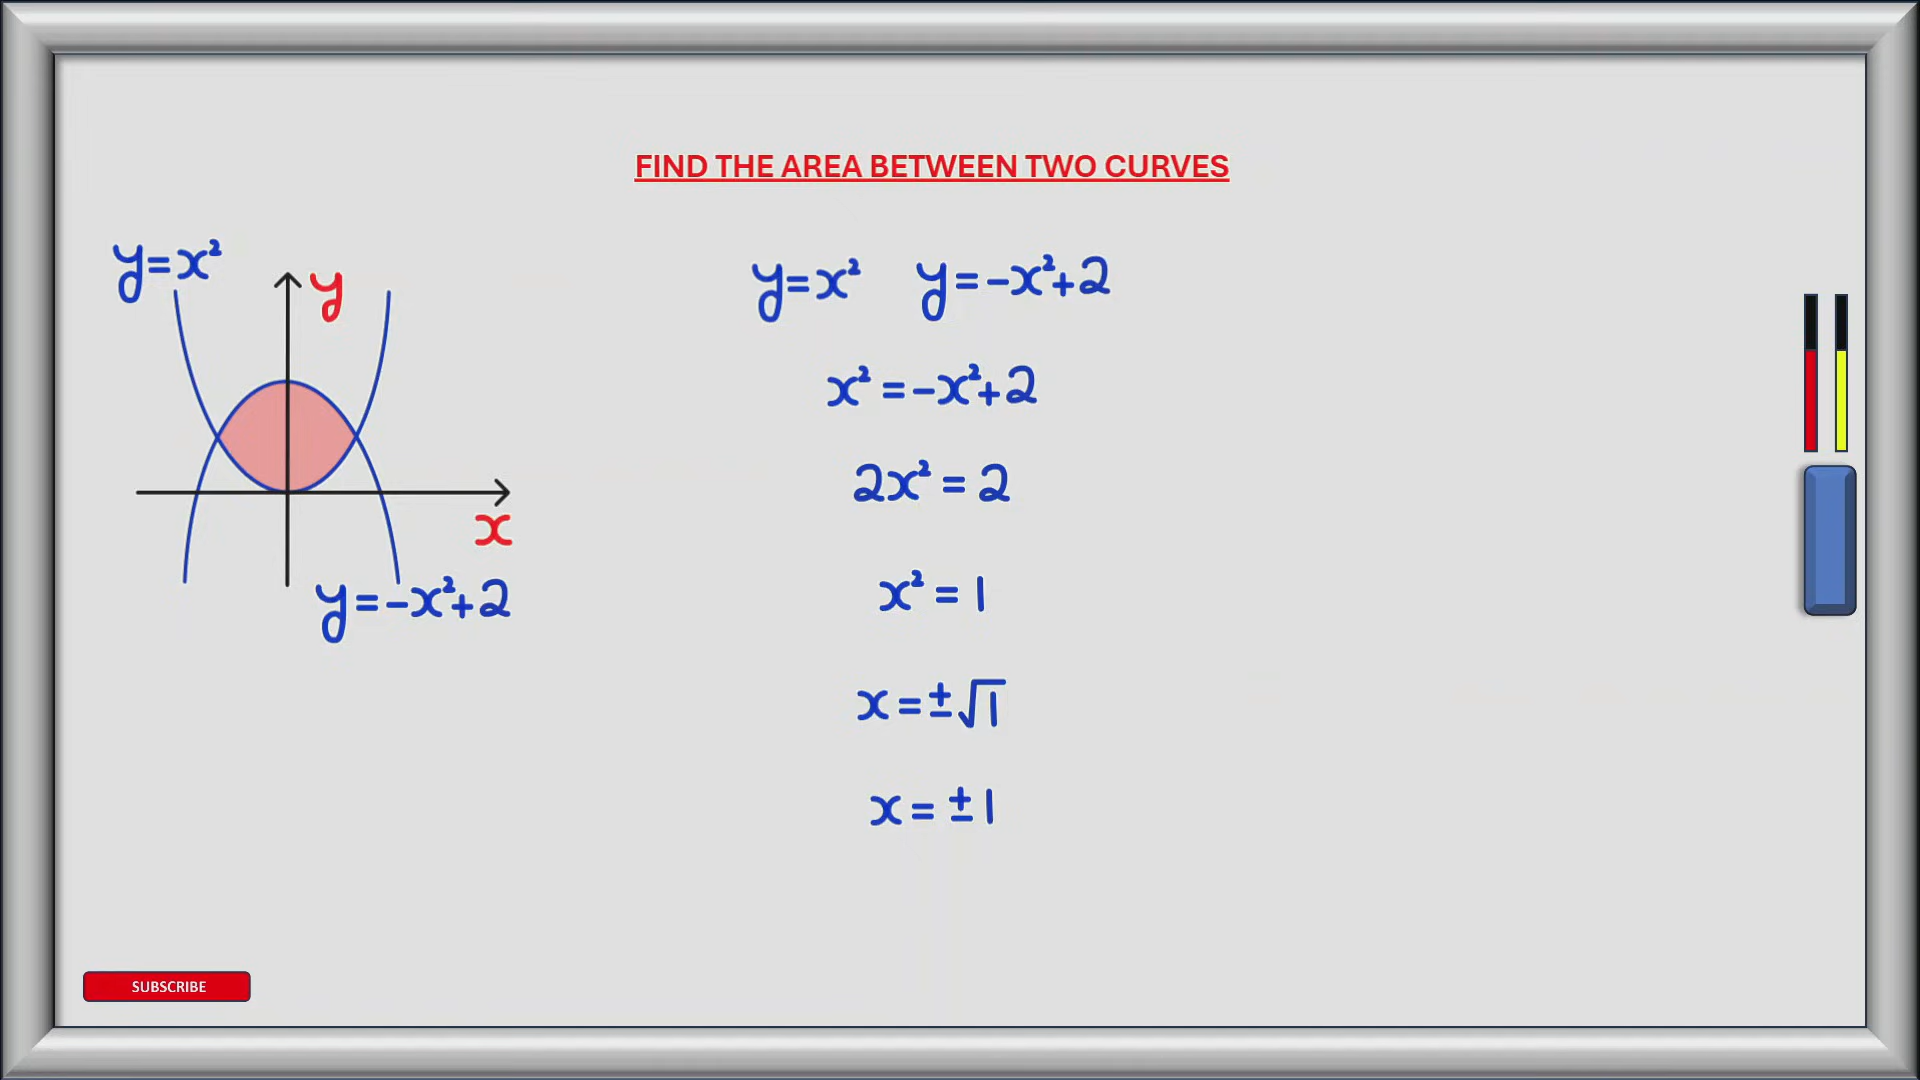 FIND THE AREA BETWEEN TWO CURVES
y=x²
y
x
y=-x²+2
y=x² y=-x²+2
x²=-x²+2
2x²=2
x²=1
x=±√1
x=±1
SUBSCRIBE